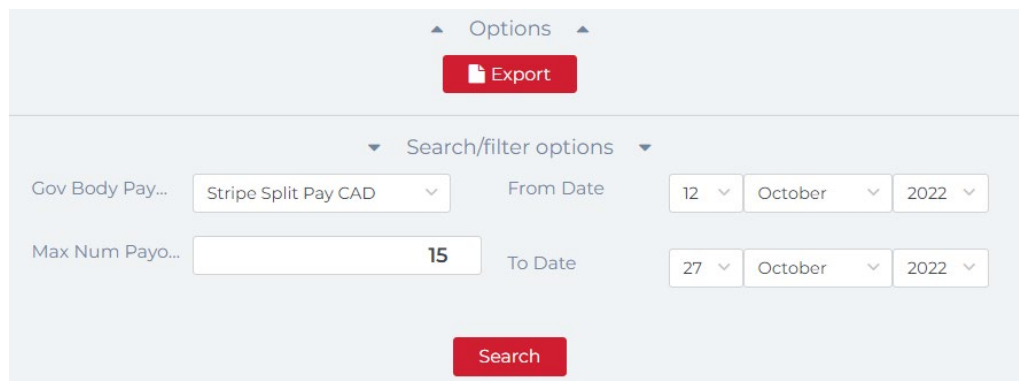 Options
Export
Search/filter options
Gov Body Pay... Stripe Split Pay CAD From Date 12 October 2022
Max Num Payo... 15 To Date 27 October 2022
Search